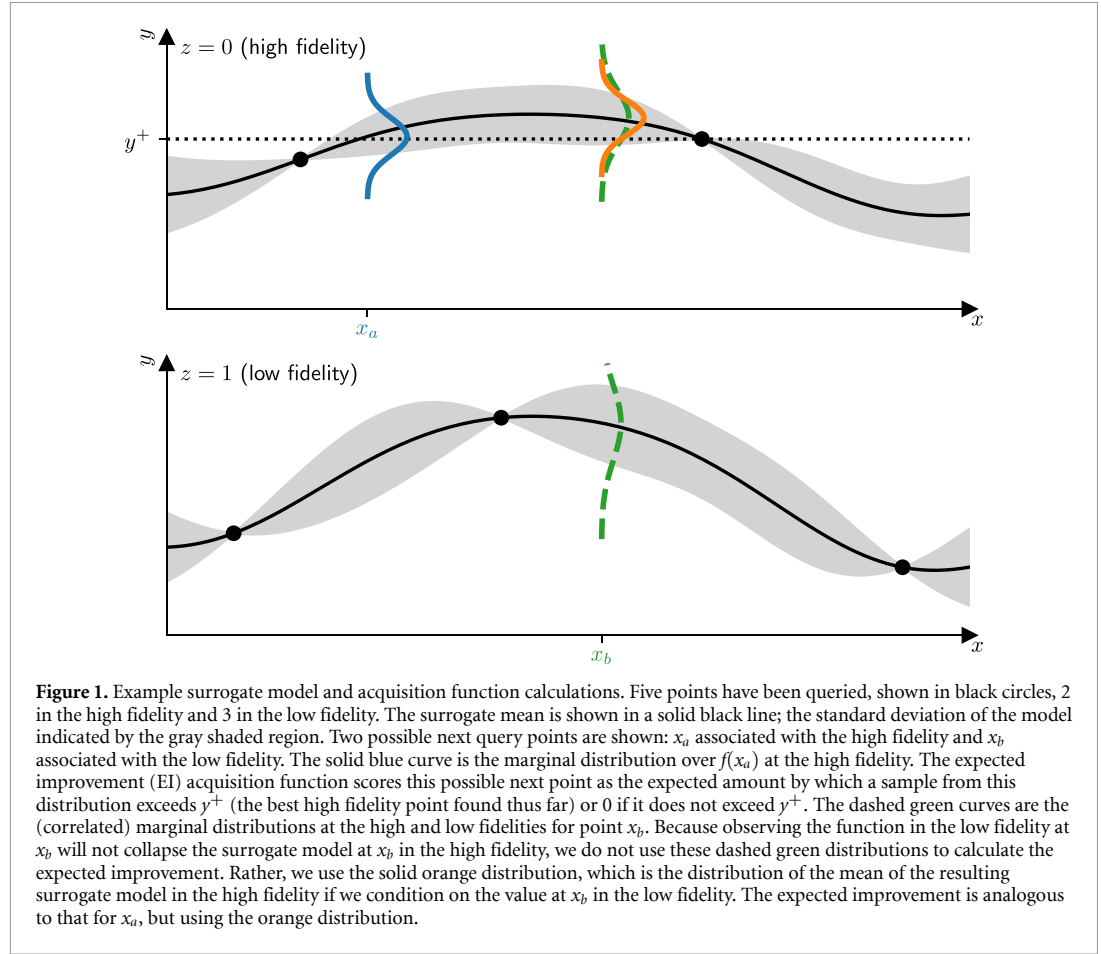 y
z = 0 (high fidelity)
y⁺
x
xₐ
y
z = 1 (low fidelity)
x
x_b
Figure 1. Example surrogate model and acquisition function calculations. Five points have been queried, shown in black circles, 2
in the high fidelity and 3 in the low fidelity. The surrogate mean is shown in a solid black line; the standard deviation of the model
indicated by the gray shaded region. Two possible next query points are shown: xₐ associated with the high fidelity and x_b
associated with the low fidelity. The solid blue curve is the marginal distribution over f(xₐ) at the high fidelity. The expected
improvement (EI) acquisition function scores this possible next point as the expected amount by which a sample from this
distribution exceeds y⁺ (the best high fidelity point found thus far) or 0 if it does not exceed y⁺. The dashed green curves are the
(correlated) marginal distributions at the high and low fidelities for point x_b. Because observing the function in the low fidelity at
x_b will not collapse the surrogate model at x_b in the high fidelity, we do not use these dashed green distributions to calculate the
expected improvement. Rather, we use the solid orange distribution, which is the distribution of the mean of the resulting
surrogate model in the high fidelity if we condition on the value at x_b in the low fidelity. The expected improvement is analogous
to that for xₐ, but using the orange distribution.